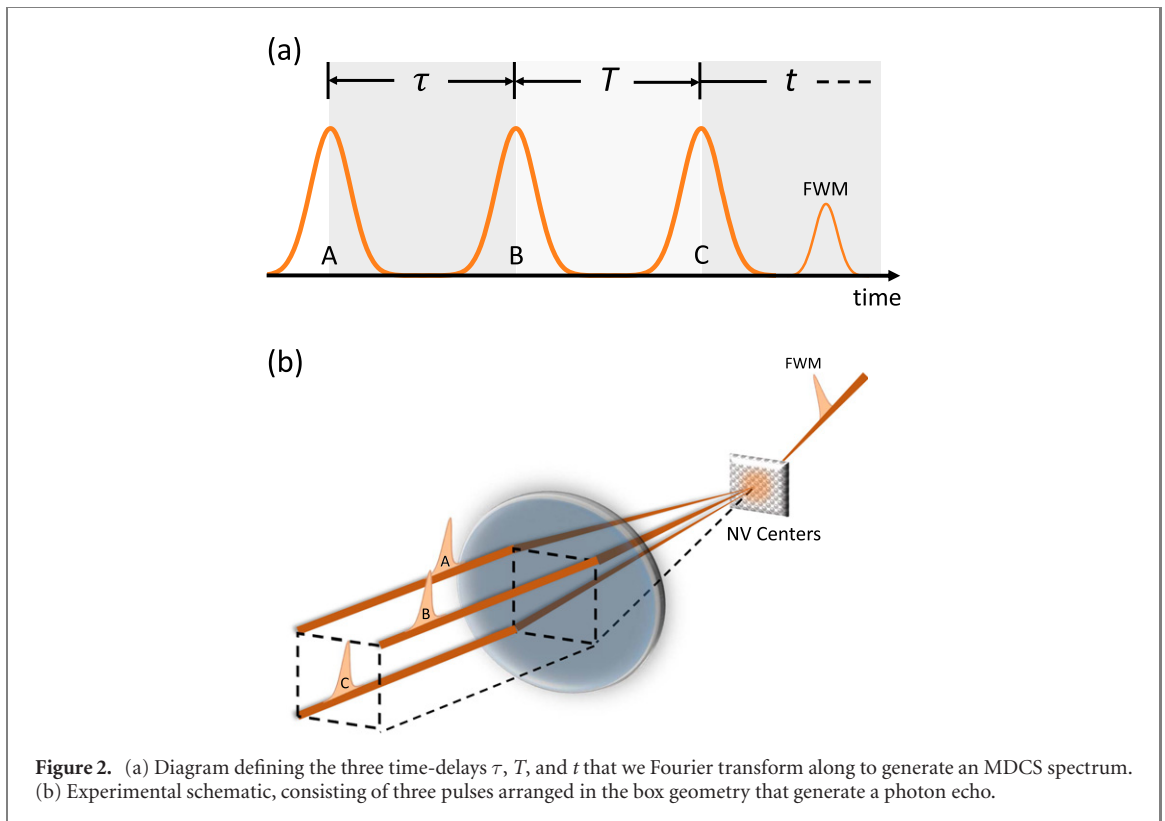 (a)
τ T t
FWM
A B C
time
(b)
FWM
NV Centers
A
B
C
Figure 2. (a) Diagram defining the three time-delays τ, T, and t that we Fourier transform along to generate an MDCS spectrum.
(b) Experimental schematic, consisting of three pulses arranged in the box geometry that generate a photon echo.